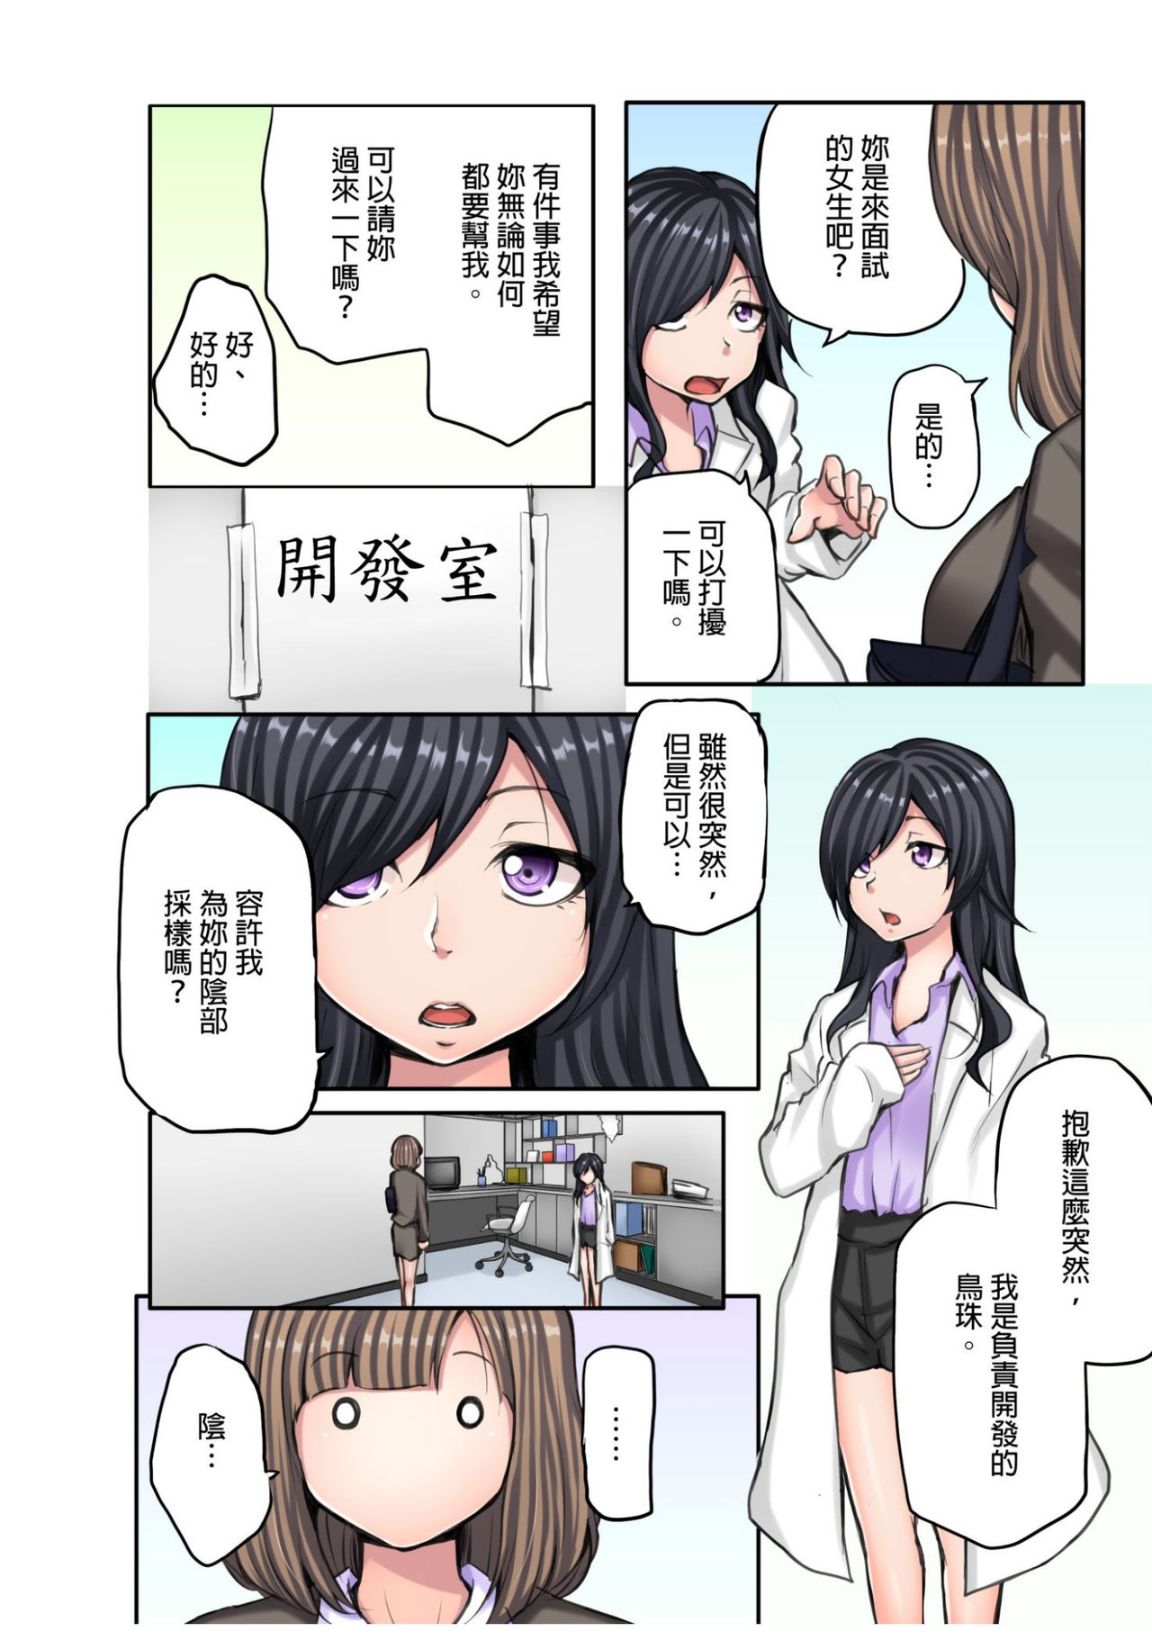 妳是來面試
的女生吧？
是的…
可以打擾
一下嗎。
有件事我希望
妳無論如何
都要幫我。
可以請妳
過來一下嗎？
好、
好的…
開發室
抱歉這麼突然，
我是負責開發的
鳥珠。
雖然很突然，
但是可以…
容許我
為妳的陰部
採樣嗎？
……
陰…